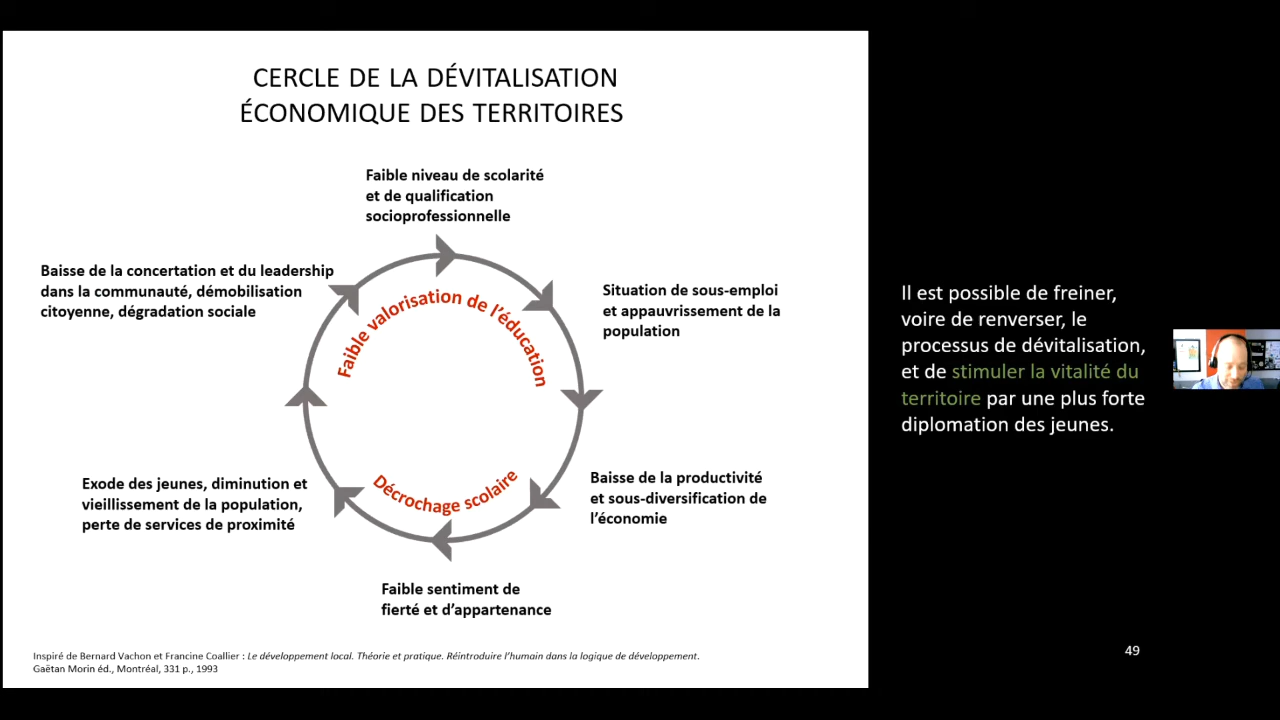 CERCLE DE LA DÉVITALISATION
ÉCONOMIQUE DES TERRITOIRES
Faible niveau de scolarité
et de qualification
socioprofessionnelle
Situation de sous-emploi
et appauvrissement de la
population
Baisse de la productivité
et sous-diversification de
l'économie
Faible sentiment de
fierté et d'appartenance
Exode des jeunes, diminution et
vieillissement de la population,
perte de services de proximité
Baisse de la concertation et du leadership
dans la communauté, démobilisation
citoyenne, dégradation sociale
Faible valorisation de l'éducation
Décrochage scolaire
Inspiré de Bernard Vachon et Francine Coallier : Le développement local. Théorie et pratique. Réintroduire l'humain dans la logique de développement.
Gaëtan Morin éd., Montréal, 331 p., 1993
Il est possible de freiner,
voire de renverser, le
processus de dévitalisation,
et de stimuler la vitalité du
territoire par une plus forte
diplomation des jeunes.
49